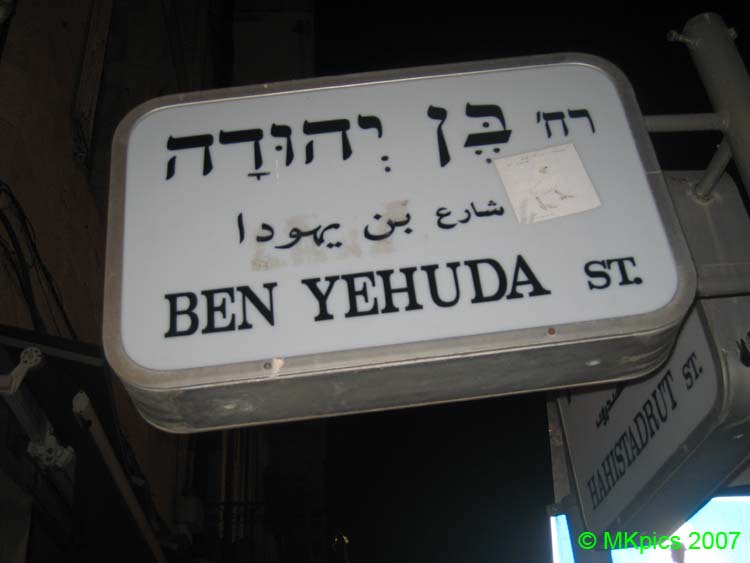 רח' בֶּן יְהוּדָה
شارع بن يهودا
BEN YEHUDA ST.
HAHISTADRUT ST.
© MKpics 2007